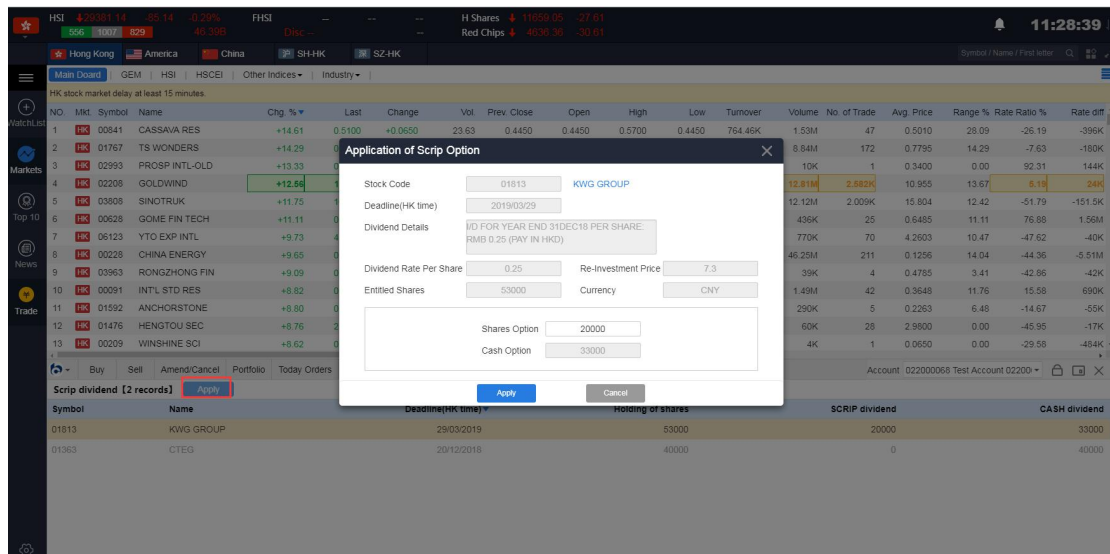 HSI 29381.14 -85.14 -0.29% FHSI -- -- -- H Shares 11659.05 -27.61
556 1007 829 46.39B Disc -- -- Red Chips 4636.36 -30.61
11:28:39
Hong Kong America China SH-HK SZ-HK Symbol / Name / First letter
Main Board GEM HSI HSCEI Other Indices Industry
HK stock market delay at least 15 minutes.
NO. Mkt Symbol Name Chg. % Last Change Vol. Prev. Close Open High Low Turnover Volume No. of Trade Avg. Price Range % Rate Ratio % Rate diff
1 HK 00841 CASSAVA RES +14.61 0.5100 +0.0650 23.63 0.4450 0.4450 0.5700 0.4450 764.46K 1.53M 47 0.5010 28.09 -26.19 -396K
2 HK 01767 TS WONDERS +14.29 8.84M 172 0.7795 14.29 -7.63 -180K
3 HK 02993 PROSP INTL-OLD +13.33 10K 1 0.3400 0.00 92.31 144K
4 HK 02208 GOLDWIND +12.56 12.81M 2.582K 10.955 13.67 5.19 24K
5 HK 03808 SINOTRUK +11.75 12.12M 2.009K 15.804 12.42 -51.79 -151.5K
6 HK 00628 GOME FIN TECH +11.11 436K 25 0.6485 11.11 76.88 1.56M
7 HK 06123 YTO EXP INTL +9.73 770K 70 4.2603 10.47 -47.62 -40K
8 HK 00228 CHINA ENERGY +9.65 46.25M 211 0.1256 14.04 -44.36 -5.51M
9 HK 03963 RONGZHONG FIN +9.09 39K 4 0.4785 3.41 -42.86 -42K
10 HK 00091 INT'L STD RES +8.82 1.49M 42 0.3648 11.76 15.58 690K
11 HK 01592 ANCHORSTONE +8.80 290K 5 0.2263 6.48 -14.67 -55K
12 HK 01476 HENGTOU SEC +8.76 60K 28 2.9800 0.00 -45.95 -17K
13 HK 00209 WINSHINE SCI +8.62 4K 1 0.0650 0.00 -29.58 -484K
WatchList
Markets
Top 10
News
Trade
Application of Scrip Option
Stock Code 01813 KWG GROUP
Deadline(HK time) 2019/03/29
Dividend Details I/D FOR YEAR END 31DEC18 PER SHARE.
RMB 0.25 (PAY IN HKD)
Dividend Rate Per Share 0.25 Re-Investment Price 7.3
Entitled Shares 53000 Currency CNY
Shares Option 20000
Cash Option 33000
Apply Cancel
Buy Sell Amend/Cancel Portfolio Today Orders Account 022000068 Test Account 02200
Scrip dividend【2 records】 Apply
Symbol Name Deadline(HK time) Holding of shares SCRIP dividend CASH dividend
01813 KWG GROUP 29/03/2019 53000 20000 33000
01363 CTEG 20/12/2018 40000 0 40000